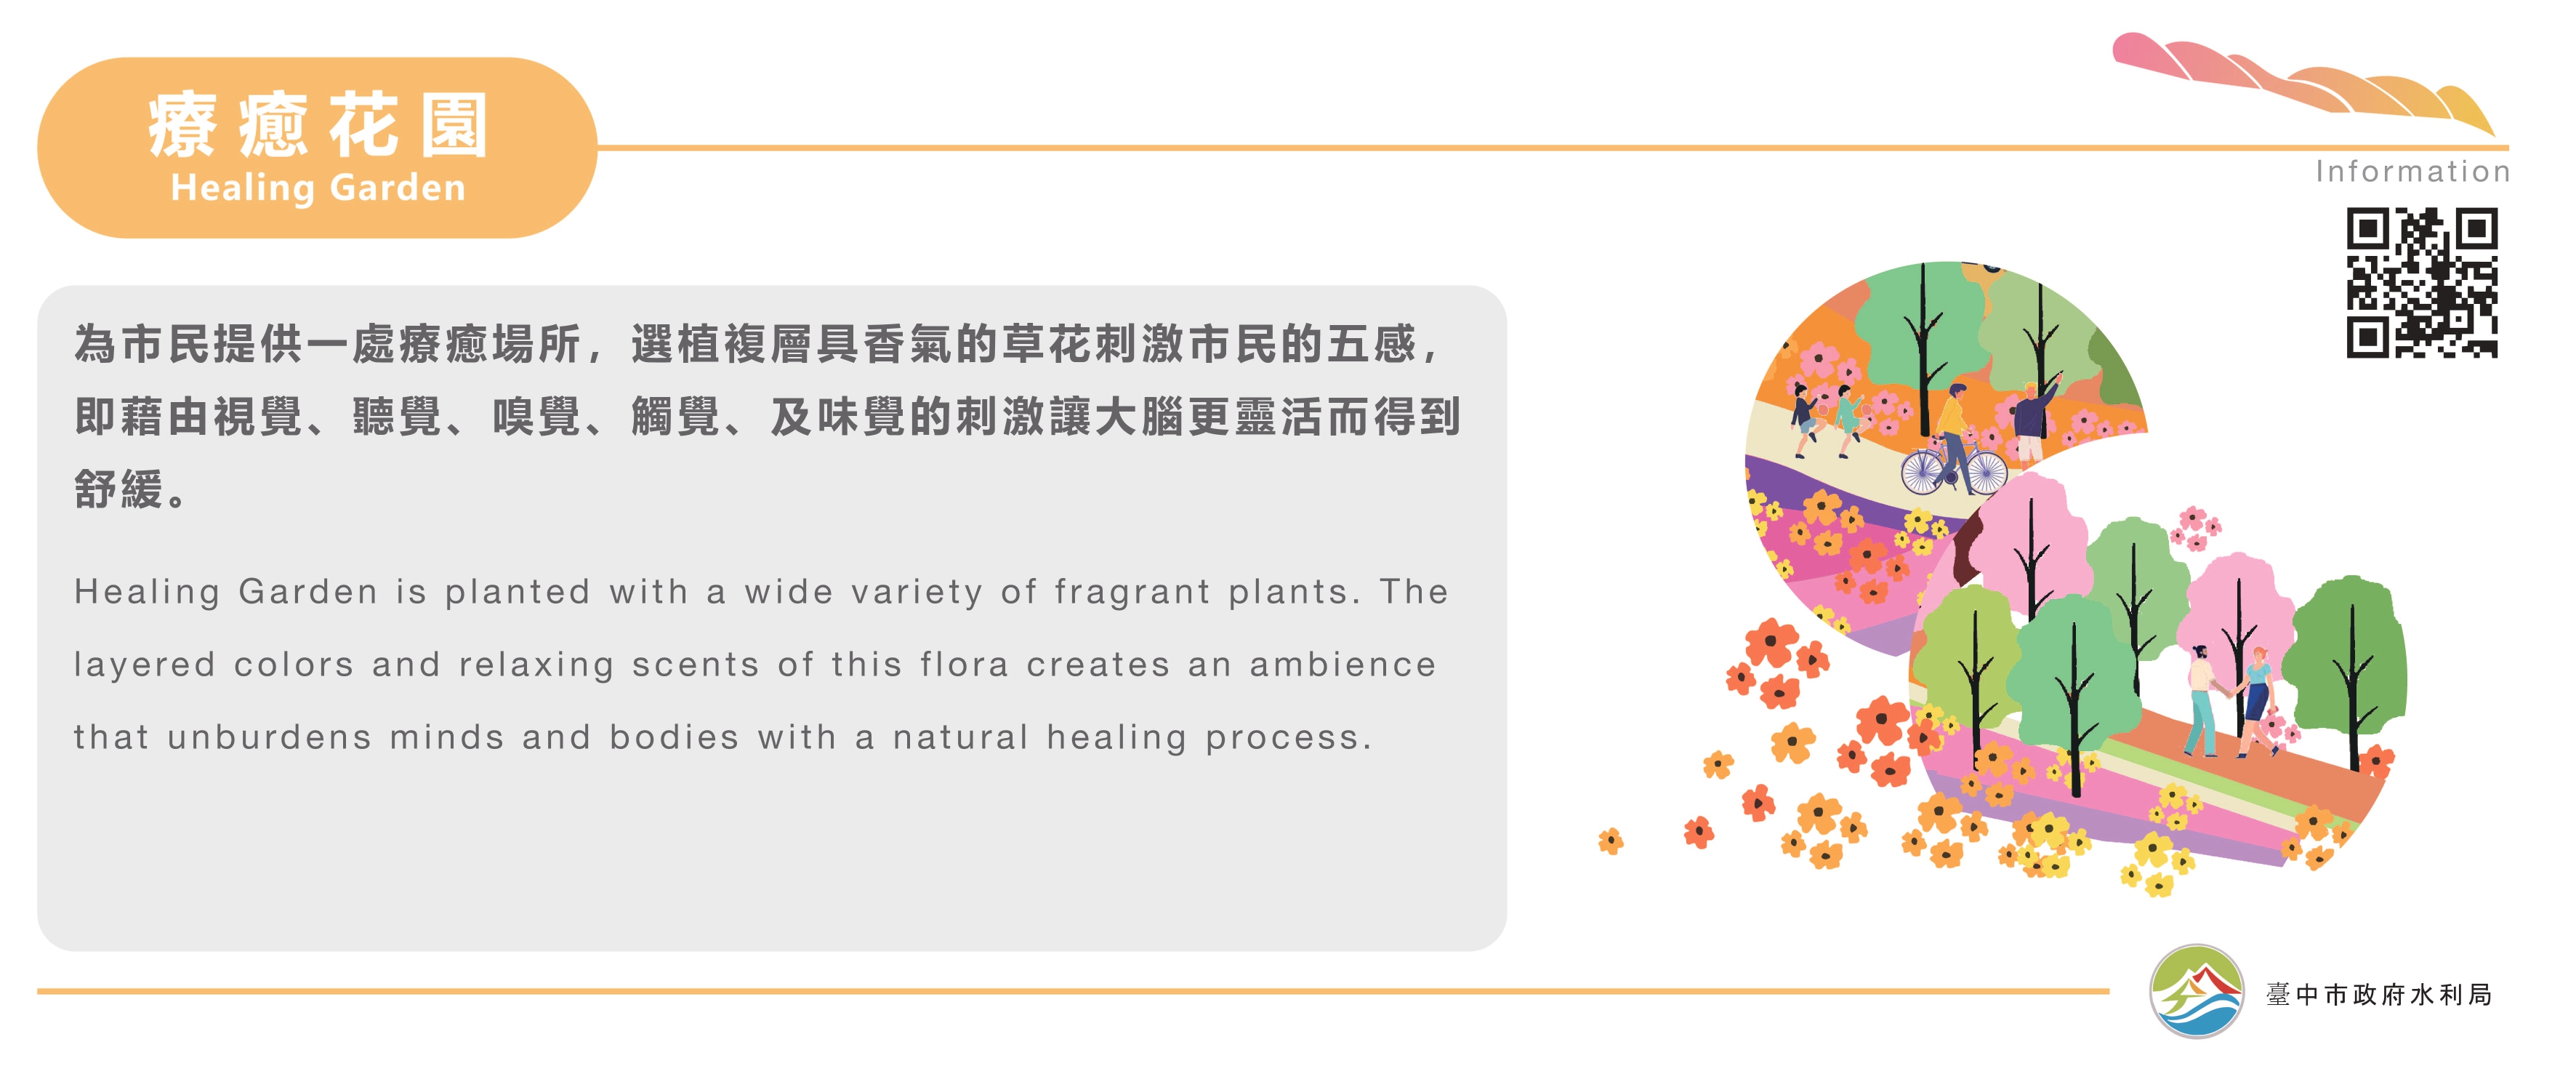 療癒花園
Healing Garden
Information
為市民提供一處療癒場所，選植複層具香氣的草花刺激市民的五感，
即藉由視覺、聽覺、嗅覺、觸覺、及味覺的刺激讓大腦更靈活而得到
舒緩。
Healing Garden is planted with a wide variety of fragrant plants. The
layered colors and relaxing scents of this flora creates an ambience
that unburdens minds and bodies with a natural healing process.
臺中市政府水利局